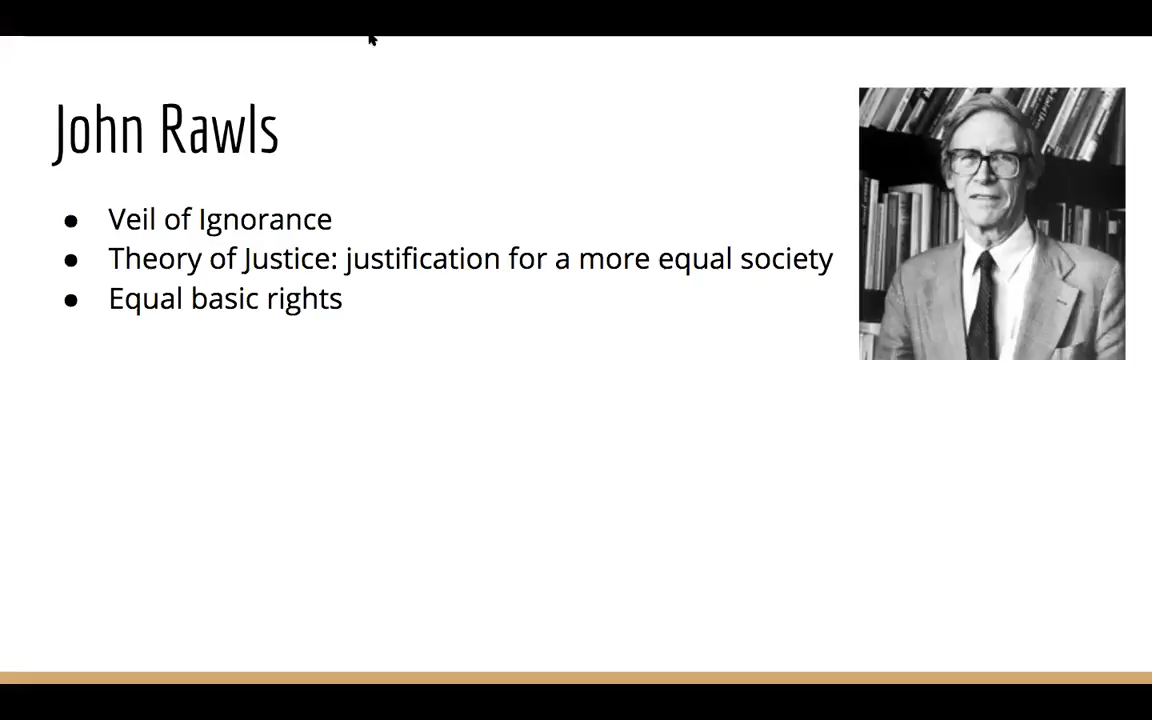 John Rawls
● Veil of Ignorance
● Theory of Justice: justification for a more equal society
● Equal basic rights